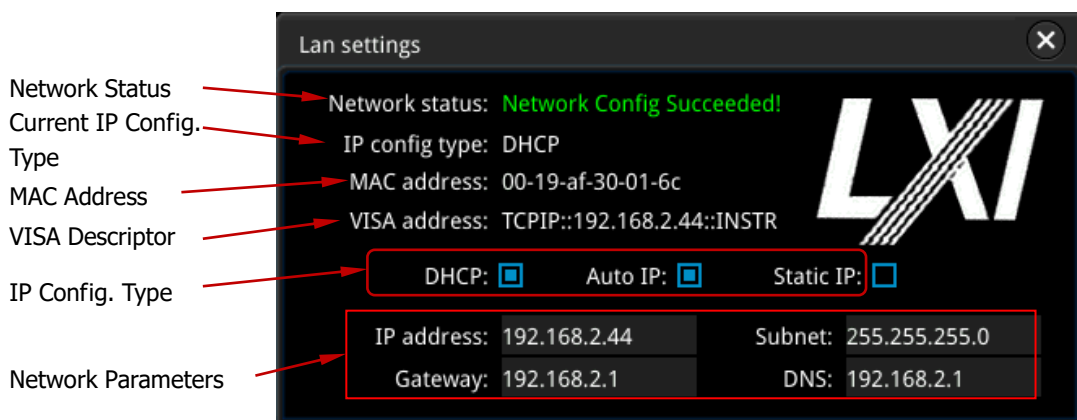 Lan settings
Network Status
Network status: Network Config Succeeded!
Current IP Config.
Type
IP config type: DHCP
MAC Address
MAC address: 00-19-af-30-01-6c
VISA Descriptor
VISA address: TCPIP::192.168.2.44::INSTR
LXI
IP Config. Type
DHCP: Auto IP: Static IP:
Network Parameters
IP address: 192.168.2.44 Subnet: 255.255.255.0
Gateway: 192.168.2.1 DNS: 192.168.2.1